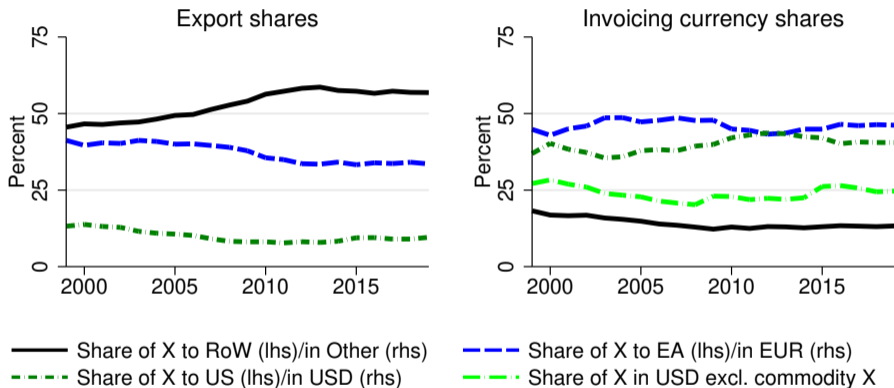 Export shares
Invoicing currency shares
Percent
75
50
25
0
2000 2005 2010 2015
Percent
75
50
25
0
2000 2005 2010 2015
Share of X to RoW (lhs)/in Other (rhs)
Share of X to EA (lhs)/in EUR (rhs)
Share of X to US (lhs)/in USD (rhs)
Share of X in USD excl. commodity X